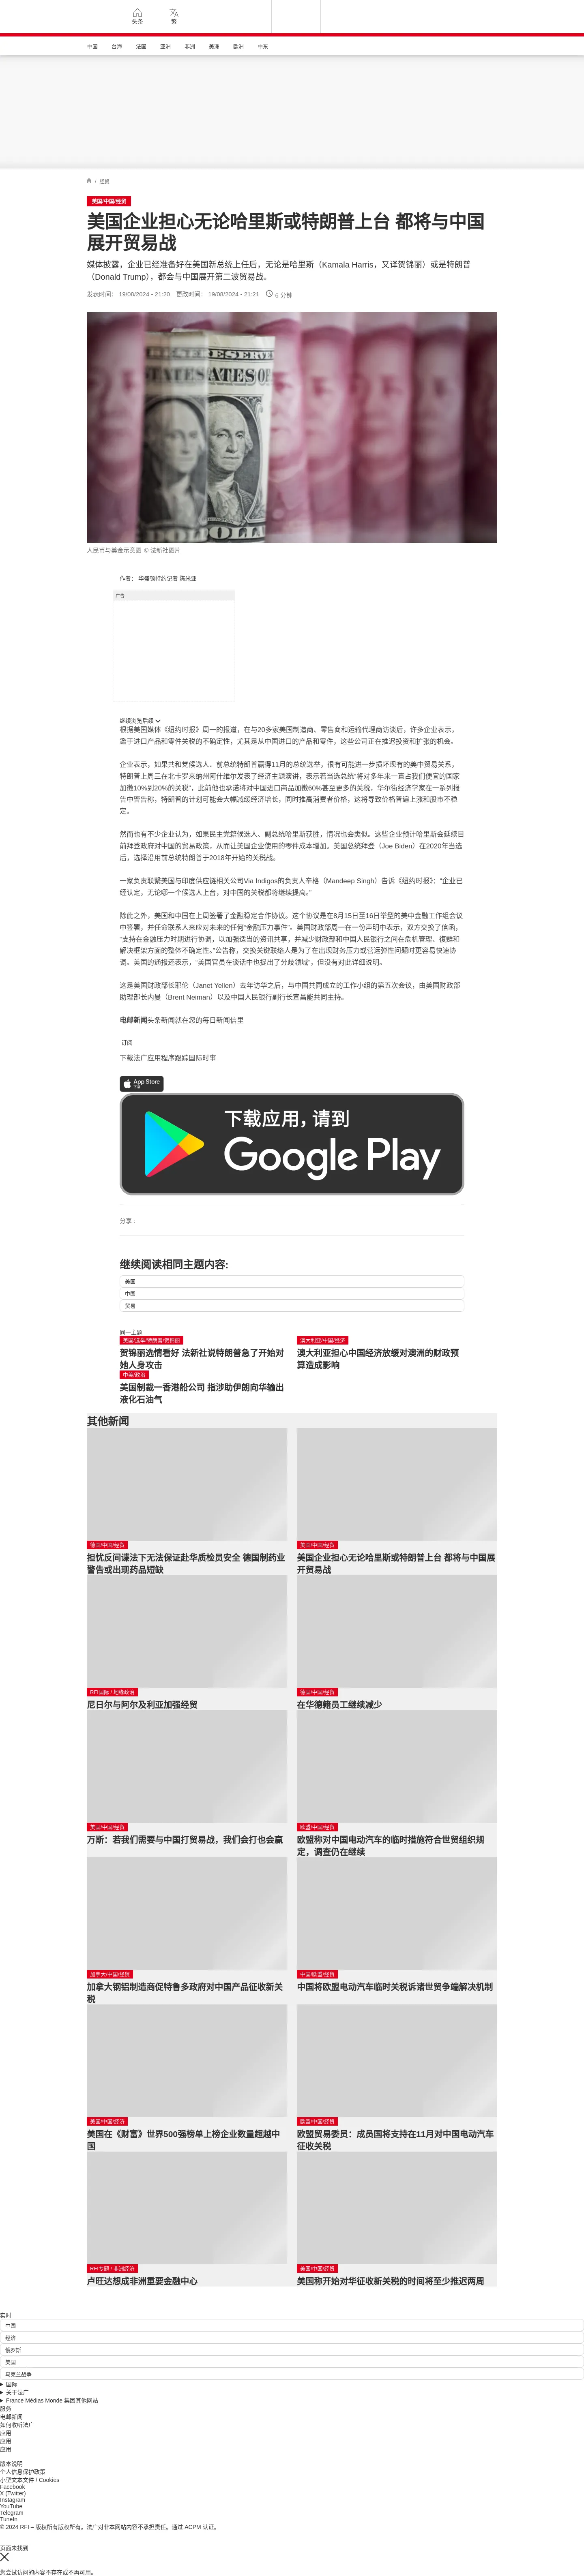 头条
繁
中国
台海
法国
亚洲
非洲
美洲
欧洲
中东
/ 经贸
美国/中国/经贸
美国企业担心无论哈里斯或特朗普上台 都将与中国
展开贸易战
媒体披露，企业已经准备好在美国新总统上任后，无论是哈里斯（Kamala Harris，又译贺锦丽）或是特朗普
（Donald Trump），都会与中国展开第二波贸易战。
发表时间： 19/08/2024 - 21:20 更改时间： 19/08/2024 - 21:21 6 分钟
人民币与美金示意图 © 法新社图片
作者： 华盛顿特约记者 陈米亚
广告
继续浏览后续
根据美国媒体《纽约时报》周一的报道，在与20多家美国制造商、零售商和运输代理商访谈后，许多企业表示，
鑑于进口产品和零件关税的不确定性，尤其是从中国进口的产品和零件，这些公司正在推迟投资和扩张的机会。
企业表示，如果共和党候选人、前总统特朗普赢得11月的总统选举，很有可能进一步损坏现有的美中贸易关系，
特朗普上周三在北卡罗来纳州阿什维尔发表了经济主题演讲，表示若当选总统“将对多年来一直占我们便宜的国家
加徵10%到20%的关税”，此前他也承诺将对中国进口商品加徵60%甚至更多的关税，华尔街经济学家在一系列报
告中警告称，特朗普的计划可能会大幅减缓经济增长，同时推高消费者价格，这将导致价格普遍上涨和股市不稳
定。
然而也有不少企业认为，如果民主党籍候选人、副总统哈里斯获胜，情况也会类似。这些企业预计哈里斯会延续目
前拜登政府对中国的贸易政策，从而让美国企业使用的零件成本增加。美国总统拜登（Joe Biden）在2020年当选
后，选择沿用前总统特朗普于2018年开始的关税战。
一家负责联繫美国与印度供应链相关公司Via Indigos的负责人辛格（Mandeep Singh）告诉《纽约时报》：“企业已
经认定，无论哪一个候选人上台，对中国的关税都将继续提高。”
除此之外，美国和中国在上周签署了金融稳定合作协议。这个协议是在8月15日至16日举型的美中金融工作组会议
中签署，并任命联系人来应对未来的任何“金融压力事件”。美国财政部周一在一份声明中表示，双方交换了信函，
“支持在金融压力时期进行协调，以加强适当的资讯共享，并减少财政部和中国人民银行之间在危机管理、復甦和
解决框架方面的整体不确定性。”公告称，交换关键联络人是为了在出现财务压力或营运弹性问题时更容易快速协
调。美国的通报还表示，“美国官员在谈话中也提出了分歧领域”，但没有对此详细说明。
这是美国财政部长耶伦（Janet Yellen）去年访华之后，与中国共同成立的工作小组的第五次会议，由美国财政部
助理部长内曼（Brent Neiman）以及中国人民银行副行长宣昌能共同主持。
电邮新闻头条新闻就在您的每日新闻信里
订阅
下载法广应用程序跟踪国际时事
App Store
下载
下载应用，请到
Google Play
分享 :
继续阅读相同主题内容:
美国
中国
贸易
同一主题
美国/选举/特朗普/贺锦丽
贺锦丽选情看好 法新社说特朗普急了开始对
她人身攻击
澳大利亚/中国/经济
澳大利亚担心中国经济放缓对澳洲的财政预
算造成影响
中美/政治
美国制裁一香港船公司 指涉助伊朗向华输出
液化石油气
其他新闻
德国/中国/经贸
担忧反间谍法下无法保证赴华质检员安全 德国制药业
警告或出现药品短缺
美国/中国/经贸
美国企业担心无论哈里斯或特朗普上台 都将与中国展
开贸易战
RFI国际 / 地缘政治
尼日尔与阿尔及利亚加强经贸
德国/中国/经贸
在华德籍员工继续减少
美国/中国/经贸
万斯：若我们需要与中国打贸易战，我们会打也会赢
欧盟/中国/经贸
欧盟称对中国电动汽车的临时措施符合世贸组织规
定，调查仍在继续
加拿大/中国/经贸
加拿大钢铝制造商促特鲁多政府对中国产品征收新关
税
中国/欧盟/经贸
中国将欧盟电动汽车临时关税诉诸世贸争端解决机制
美国/中国/经济
美国在《财富》世界500强榜单上榜企业数量超越中
国
欧盟/中国/经贸
欧盟贸易委员：成员国将支持在11月对中国电动汽车
征收关税
RFI专题 / 非洲经济
卢旺达想成非洲重要金融中心
美国/中国/经贸
美国称开始对华征收新关税的时间将至少推迟两周
实时
中国
经济
俄罗斯
美国
乌克兰战争
国际
关于法广
France Médias Monde 集团其他网站
服务
电邮新闻
如何收听法广
应用
应用
应用
版本说明
个人信息保护政策
小型文本文件 / Cookies
Facebook
X (Twitter)
Instagram
YouTube
Telegram
TuneIn
© 2024 RFI – 版权所有版权所有。法广对非本网站内容不承担责任。通过 ACPM 认证。
页面未找到
您尝试访问的内容不存在或不再可用。